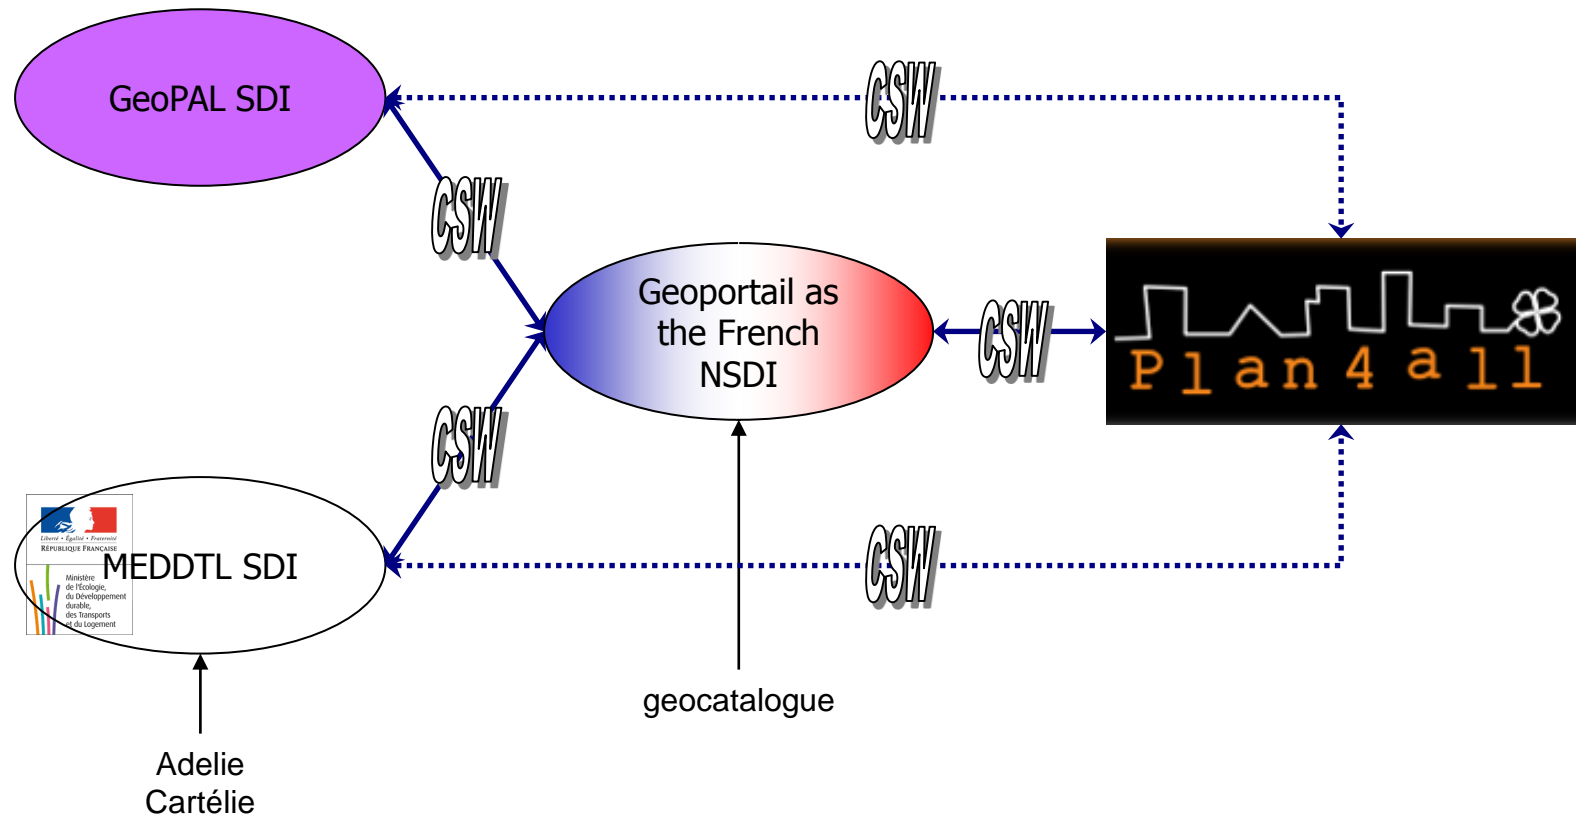 GeoPAL SDI
CSW
CSW
Geoportail as
the French
NSDI
CSW
Plan4all
CSW
Liberté • Égalité • Fraternité
RÉPUBLIQUE FRANÇAISE
MEDDTL SDI
Ministère
de l'Écologie,
du Développement
durable,
des Transports
et du Logement
CSW
geocatalogue
Adelie
Cartélie